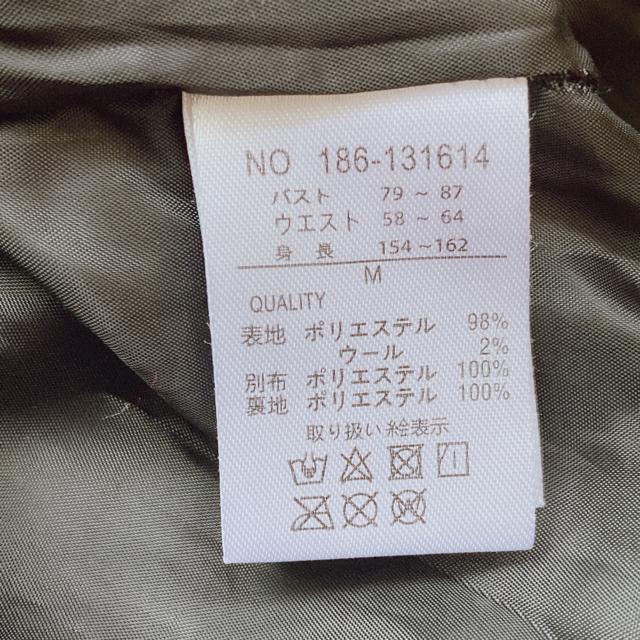 NO 186-131614
バスト 79 ~ 87
ウエスト 58 ~ 64
身 長 154 ~ 162
M
QUALITY
表地 ポリエステル 98%
ウール 2%
別布 ポリエステル 100%
裏地 ポリエステル 100%
取り扱い絵表示